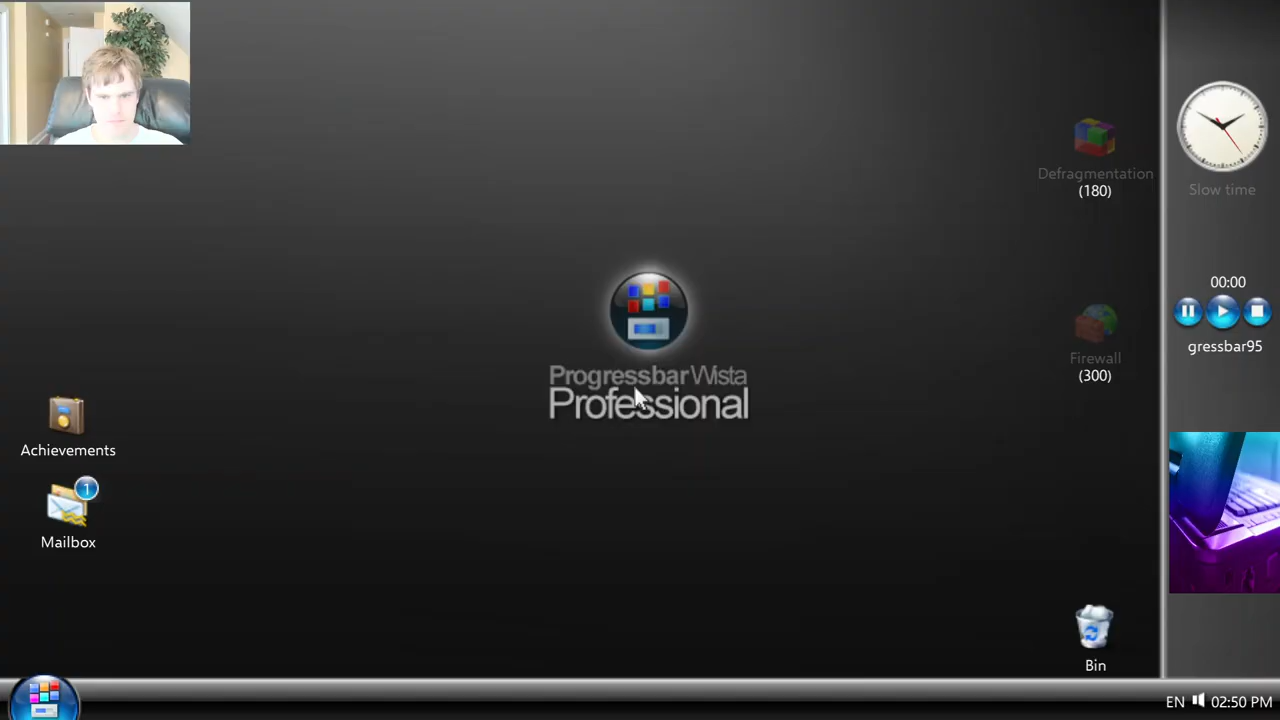 Defragmentation
(180)
Slow time
00:00
gressbar95
Firewall
(300)
Progressbar Wista
Professional
Achievements
1
Mailbox
Bin
EN 02:50 PM